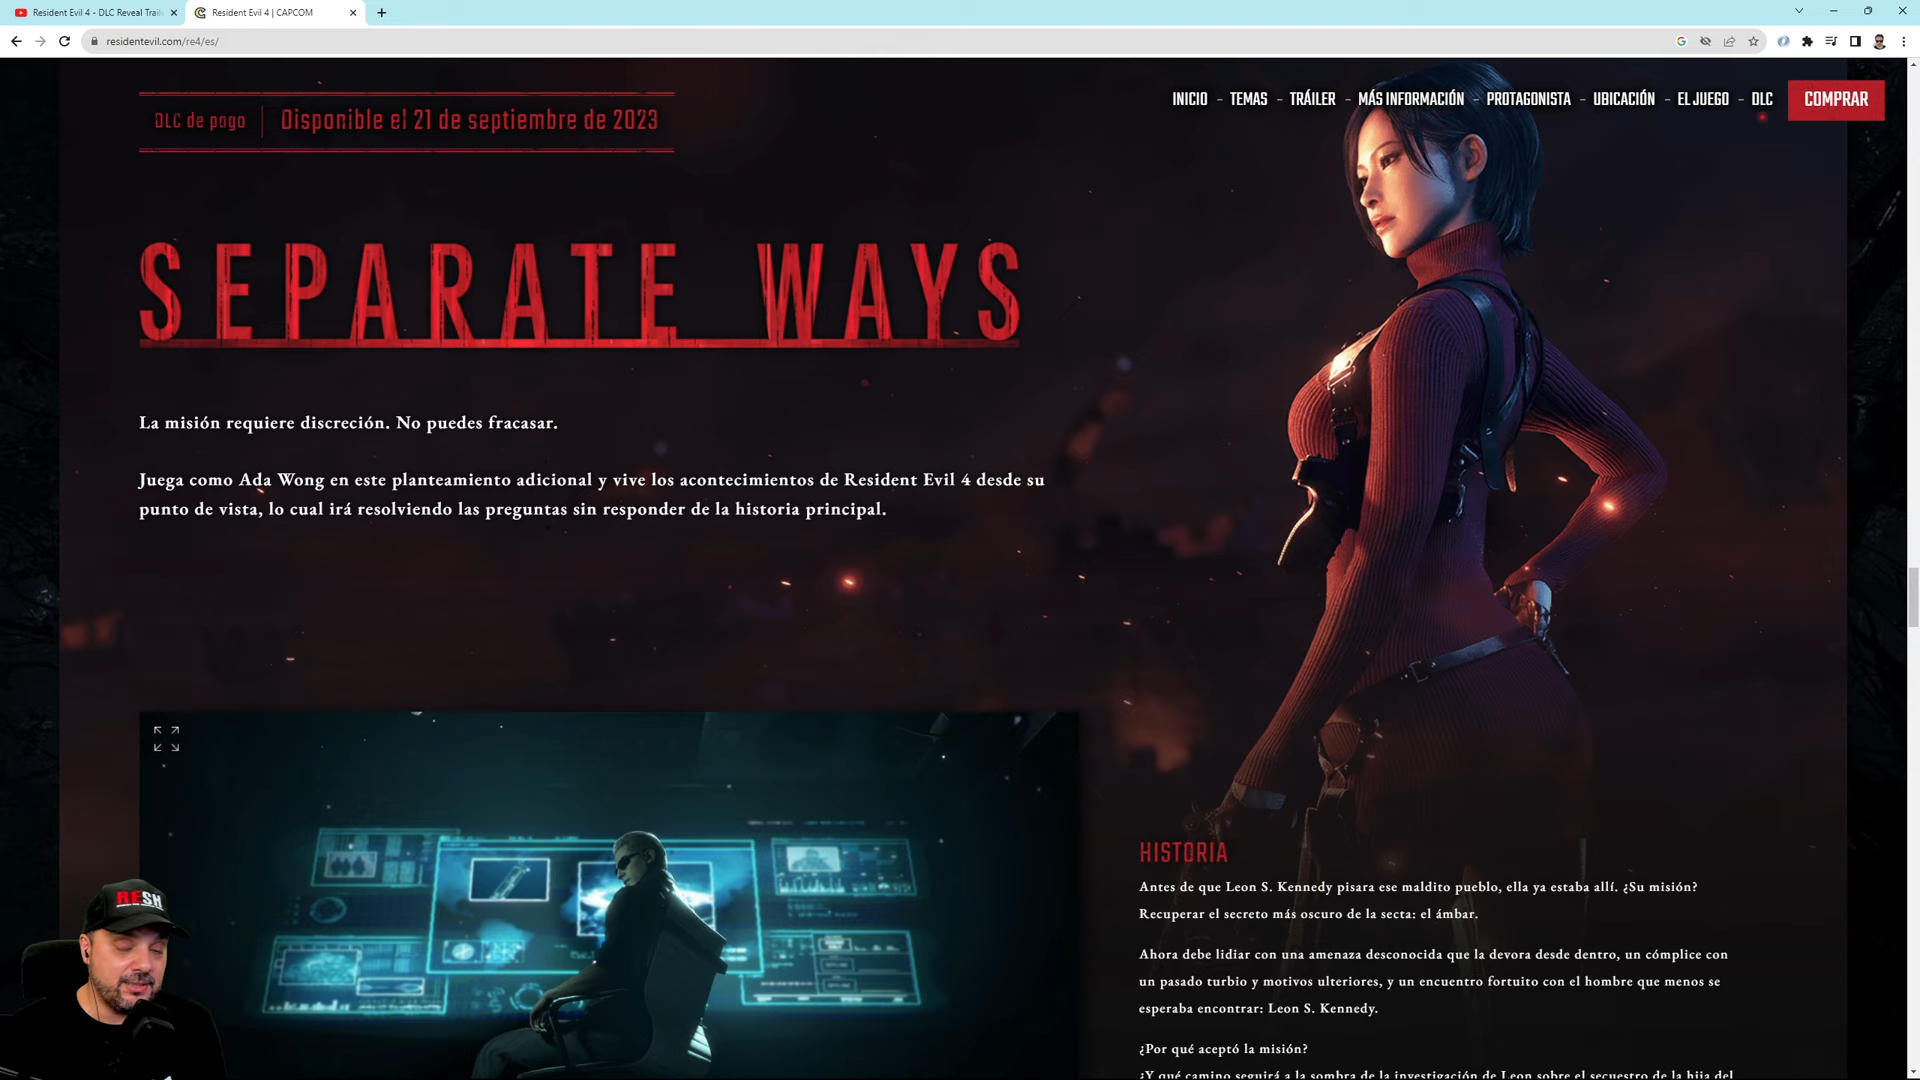 Resident Evil 4 - DLC Reveal Trail
Resident Evil 4 | CAPCOM
residentevil.com/re4/es/
INICIO - TEMAS - TRÁILER - MÁS INFORMACIÓN - PROTAGONISTA - UBICACIÓN - EL JUEGO - DLC
COMPRAR
DLC de pago | Disponible el 21 de septiembre de 2023
SEPARATE WAYS
La misión requiere discreción. No puedes fracasar.
Juega como Ada Wong en este planteamiento adicional y vive los acontecimientos de Resident Evil 4 desde su
punto de vista, lo cual irá resolviendo las preguntas sin responder de la historia principal.
RESH
HISTORIA
Antes de que Leon S. Kennedy pisara ese maldito pueblo, ella ya estaba allí. ¿Su misión?
Recuperar el secreto más oscuro de la secta: el ámbar.
Ahora debe lidiar con una amenaza desconocida que la devora desde dentro, un cómplice con
un pasado turbio y motivos ulteriores, y un encuentro fortuito con el hombre que menos se
esperaba encontrar: Leon S. Kennedy.
¿Por qué aceptó la misión?
¿Y qué camino seguirá a la sombra de la investigación de Leon sobre el secuestro de la hija del